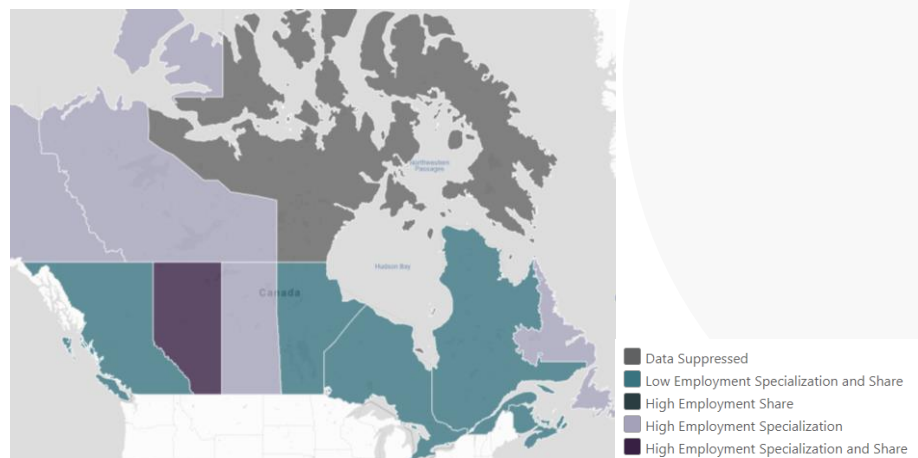 Northwestern
Passages
Hudson Bay
Canada
Data Suppressed
Low Employment Specialization and Share
High Employment Share
High Employment Specialization
High Employment Specialization and Share